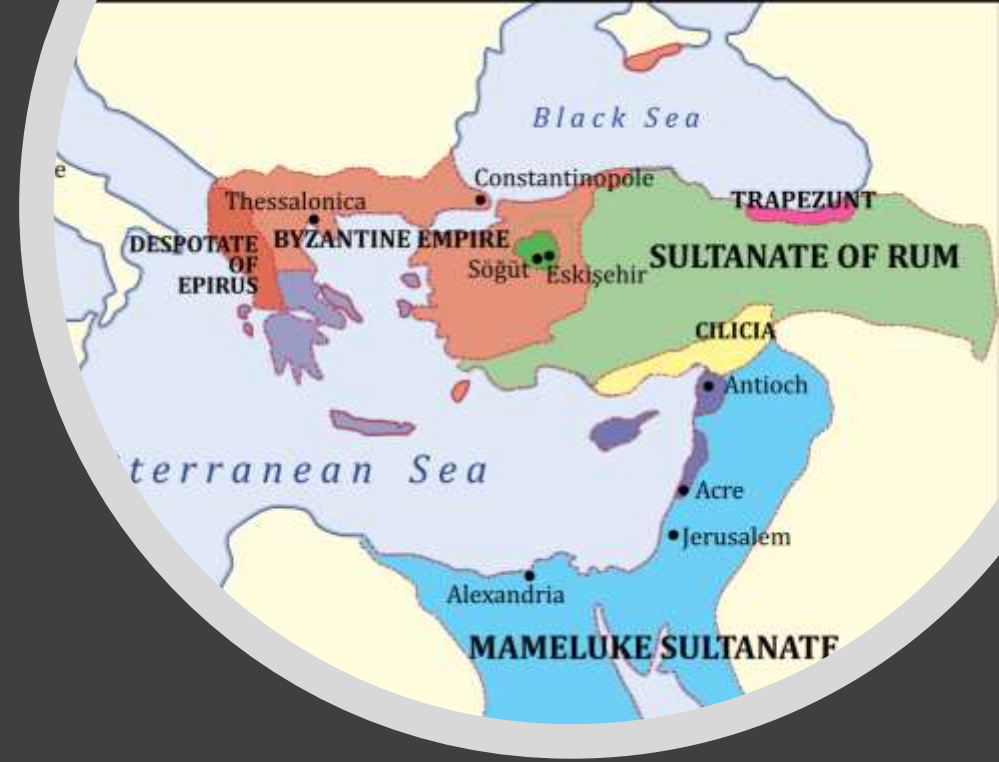 Black Sea
e
Constantinopole
Thessalonica
TRAPEZUNT
DESPOTATE
OF
EPIRUS
BYZANTINE EMPIRE
SULTANATE OF RUM
Söğüt
Eskişehir
CILICIA
Antioch
terranean Sea
Acre
Jerusalem
Alexandria
MAMELUKE SULTANATE